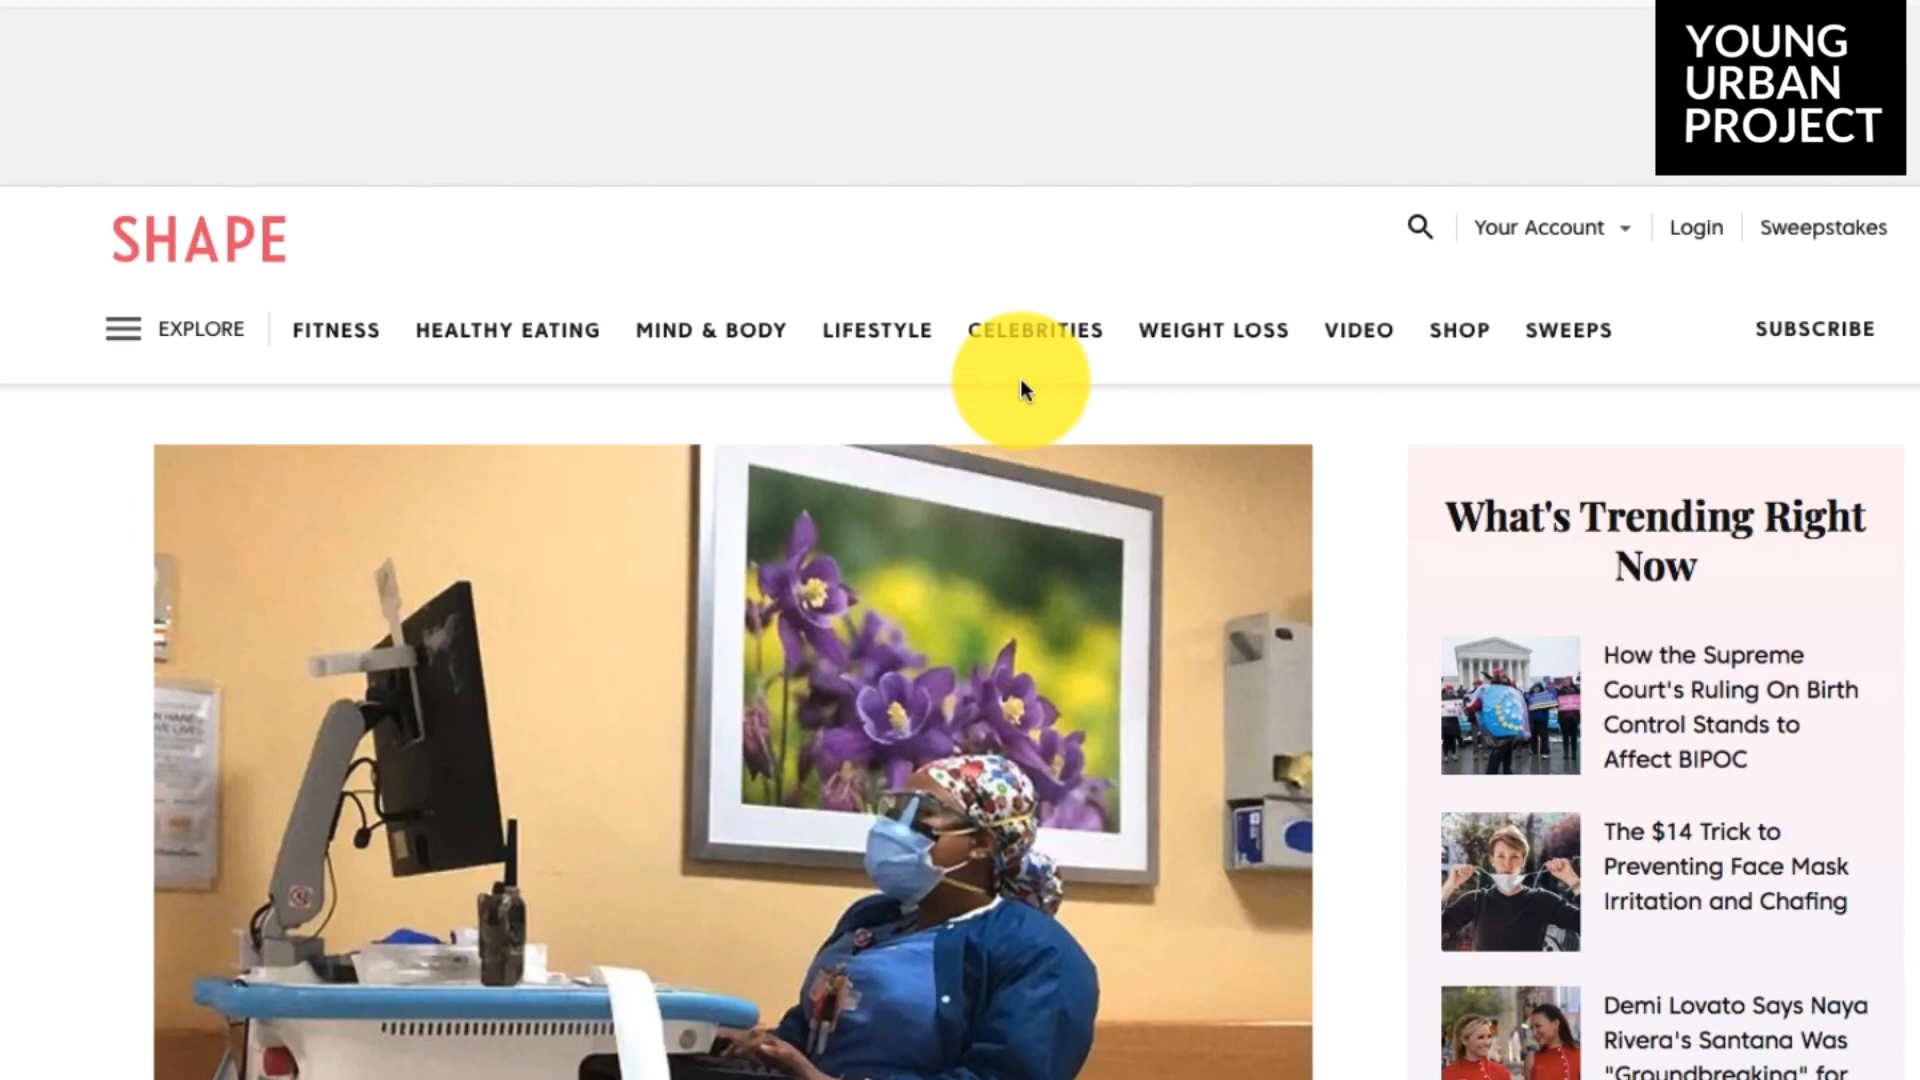 YOUNG
URBAN
PROJECT
SHAPE
Your Account
Login
Sweepstakes
EXPLORE
FITNESS
HEALTHY EATING
MIND & BODY
LIFESTYLE
CELEBRITIES
WEIGHT LOSS
VIDEO
SHOP
SWEEPS
SUBSCRIBE
What's Trending Right
Now
How the Supreme
Court's Ruling On Birth
Control Stands to
Affect BIPOC
The $14 Trick to
Preventing Face Mask
Irritation and Chafing
Demi Lovato Says Naya
Rivera's Santana Was
"Groundbreaking" for